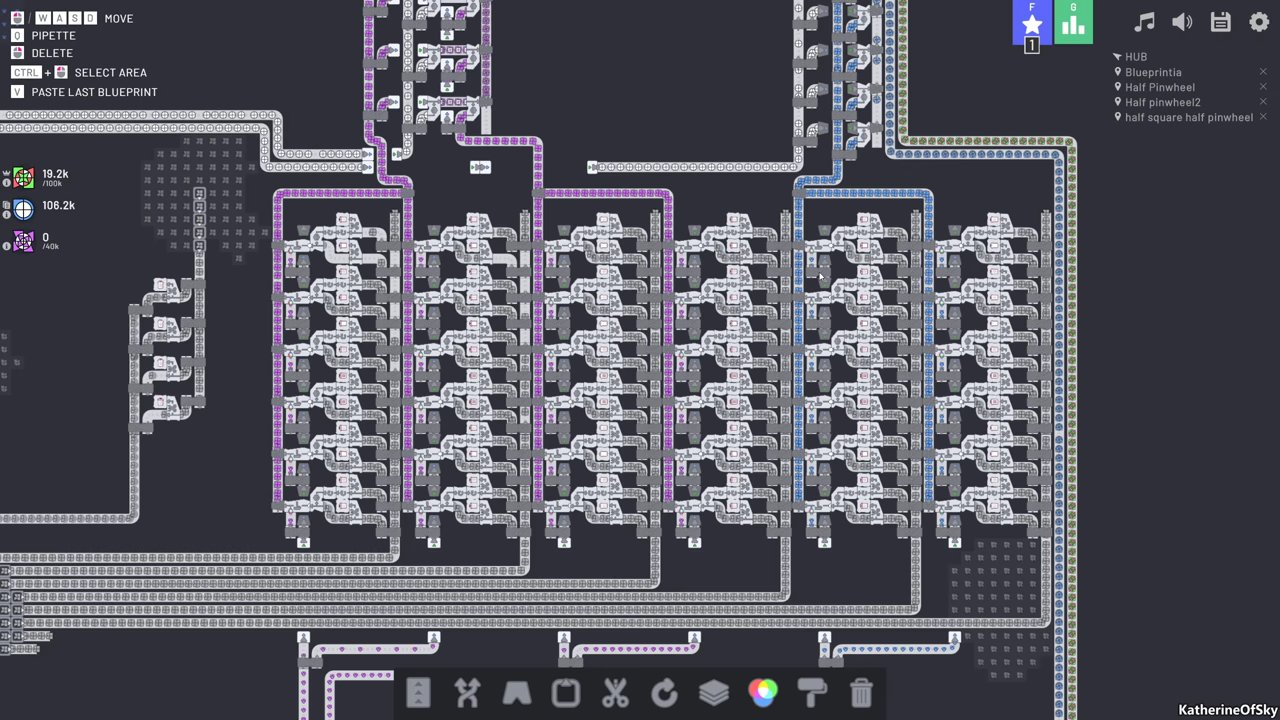 / W A S D MOVE
Q PIPETTE
DELETE
CTRL + SELECT AREA
V PASTE LAST BLUEPRINT
F
G
1
HUB
Blueprintia
Half Pinwheel
Half pinwheel2
half square half pinwheel
19.2k
/100k
106.2k
0
/40k
KatherineOfSky